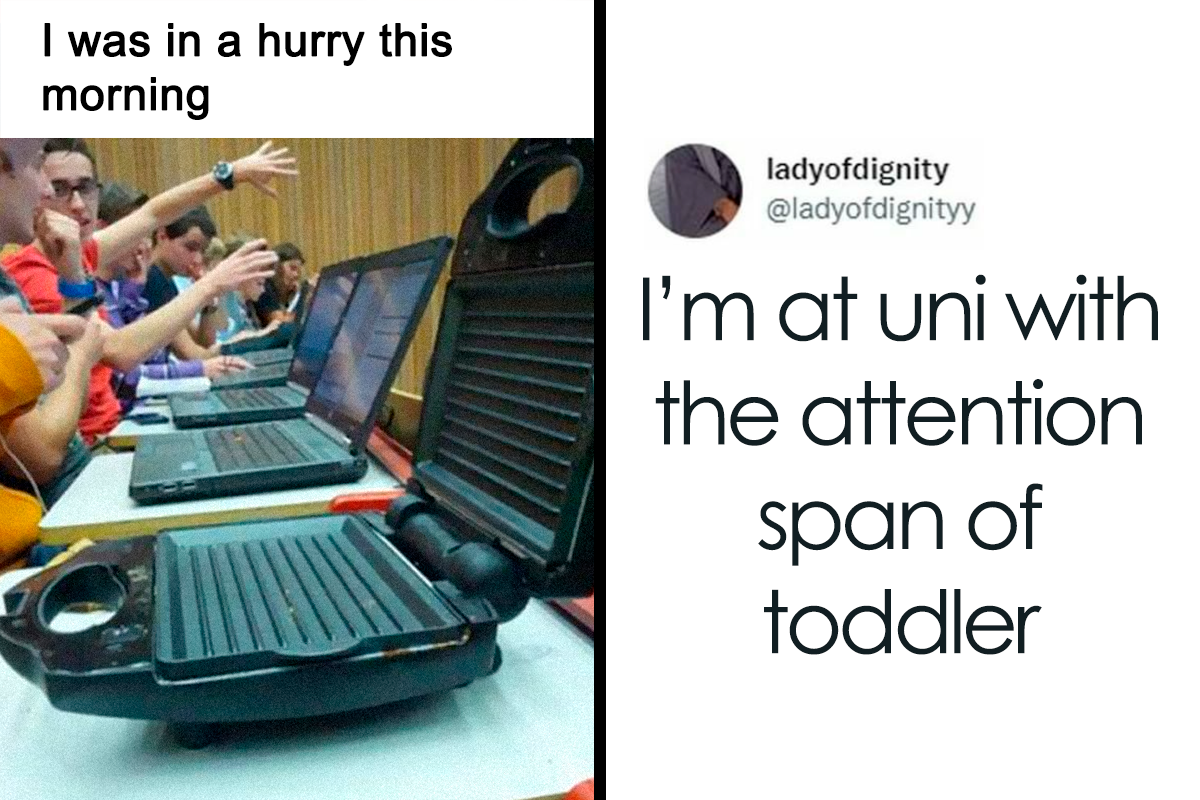 I was in a hurry this
morning
ladyofdignity
@ladyofdignityy
I'm at uni with
the attention
span of
toddler